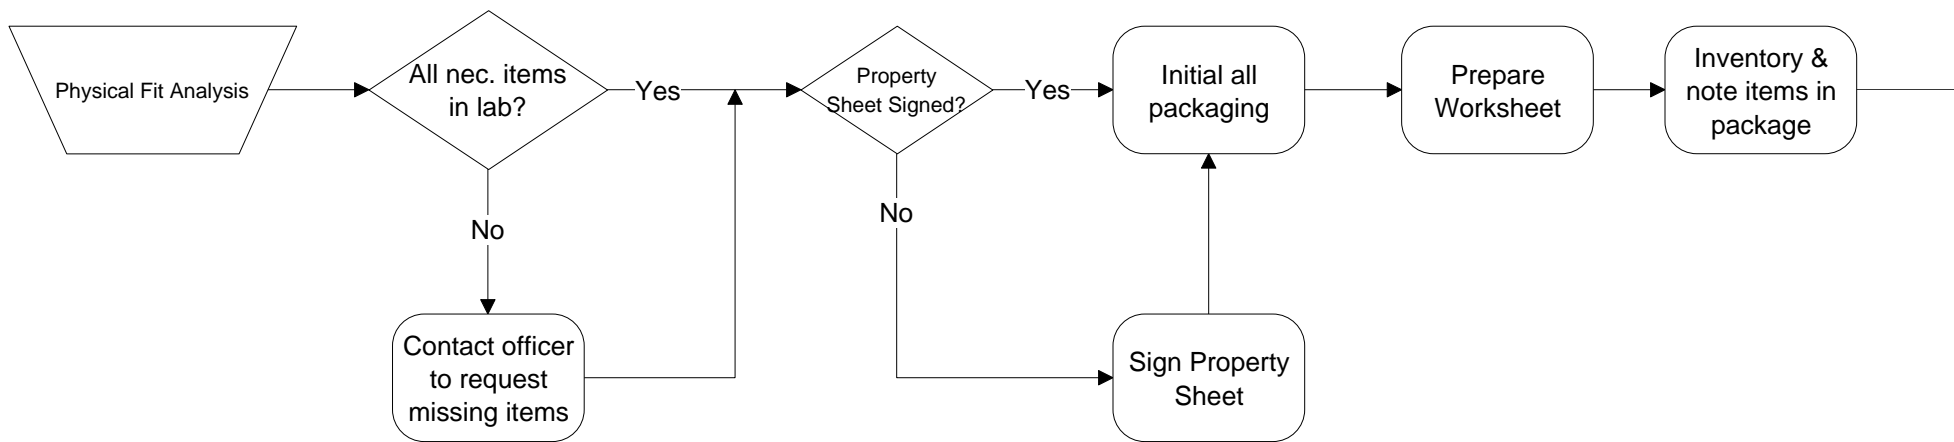 Physical Fit Analysis
All nec. items
in lab?
Yes
Property
Sheet Signed?
Yes
Initial all
packaging
Prepare
Worksheet
Inventory &
note items in
package
No
No
Contact officer
to request
missing items
Sign Property
Sheet